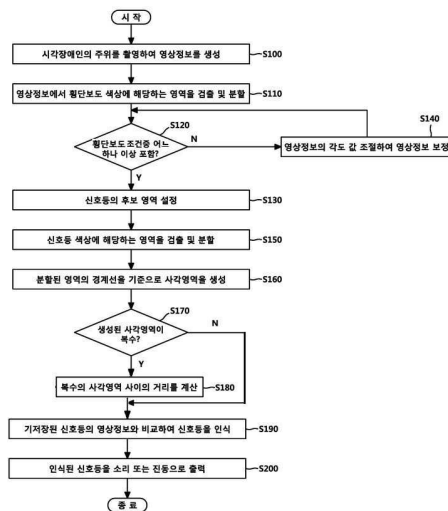 시 작
시각장애인의 주위를 촬영하여 영상정보를 생성
S100
영상정보에서 횡단보도 색상에 해당하는 영역을 검출 및 분할
S110
S120
횡단보도조건중 어느
하나 이상 포함?
N
S140
영상정보의 각도 값 조절하여 영상정보 보정
Y
신호등의 후보 영역 설정
S130
신호등 색상에 해당하는 영역을 검출 및 분할
S150
분할된 영역의 경계선을 기준으로 사각영역을 생성
S160
S170
생성된 사각영역이
복수?
N
Y
복수의 사각영역 사이의 거리를 계산
S180
기저장된 신호등의 영상정보와 비교하여 신호등을 인식
S190
인식된 신호등을 소리 또는 진동으로 출력
S200
종 료